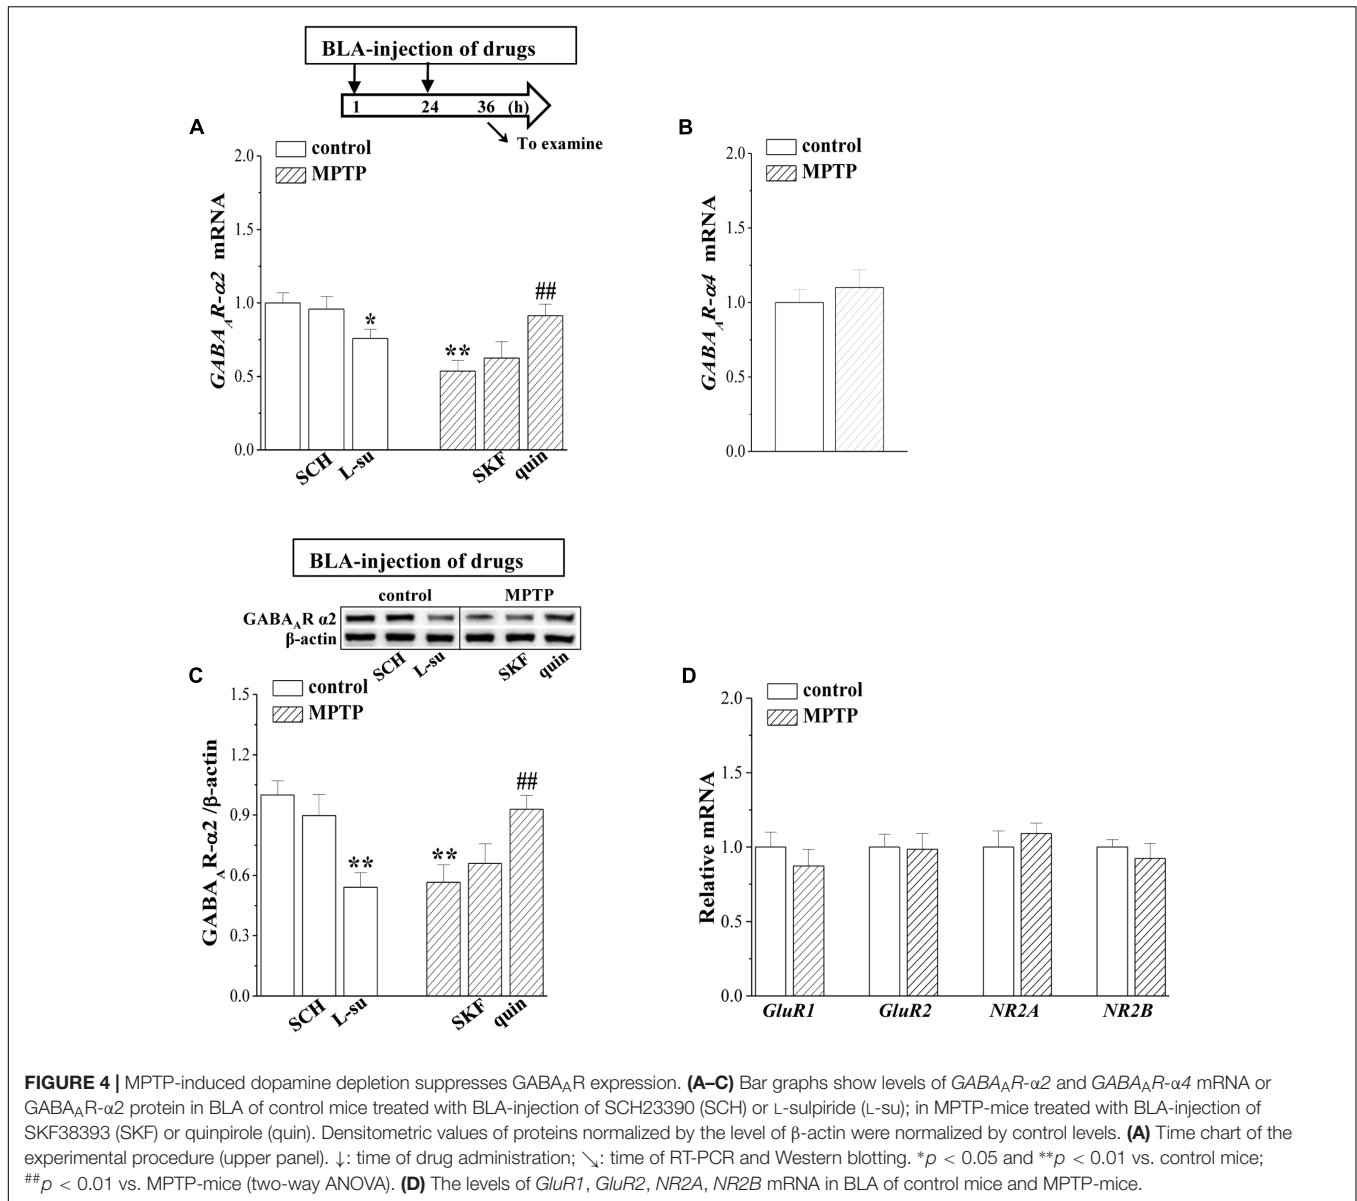 BLA-injection of drugs
1 24 36 (h)
To examine
A
control
MPTP
2.0
1.5
1.0
0.5
0.0
GABA_AR-α2 mRNA
*
**
##
SCH L-su SKF quin
B
control
MPTP
2.0
1.5
1.0
0.5
0.0
GABA_AR-α4 mRNA
BLA-injection of drugs
control MPTP
GABA_AR α2
β-actin
SCH L-su SKF quin
C
control
MPTP
1.5
1.2
0.9
0.6
0.3
0.0
GABA_AR-α2 /β-actin
**
**
##
SCH L-su SKF quin
D
control
MPTP
2.0
1.5
1.0
0.5
0.0
Relative mRNA
GluR1 GluR2 NR2A NR2B
FIGURE 4 | MPTP-induced dopamine depletion suppresses GABA_AR expression. (A–C) Bar graphs show levels of GABA_AR-α2 and GABA_AR-α4 mRNA or
GABA_AR-α2 protein in BLA of control mice treated with BLA-injection of SCH23390 (SCH) or L-sulpiride (L-su); in MPTP-mice treated with BLA-injection of
SKF38393 (SKF) or quinpirole (quin). Densitometric values of proteins normalized by the level of β-actin were normalized by control levels. (A) Time chart of the
experimental procedure (upper panel). ↓: time of drug administration; ↘: time of RT-PCR and Western blotting. *p < 0.05 and **p < 0.01 vs. control mice;
##p < 0.01 vs. MPTP-mice (two-way ANOVA). (D) The levels of GluR1, GluR2, NR2A, NR2B mRNA in BLA of control mice and MPTP-mice.